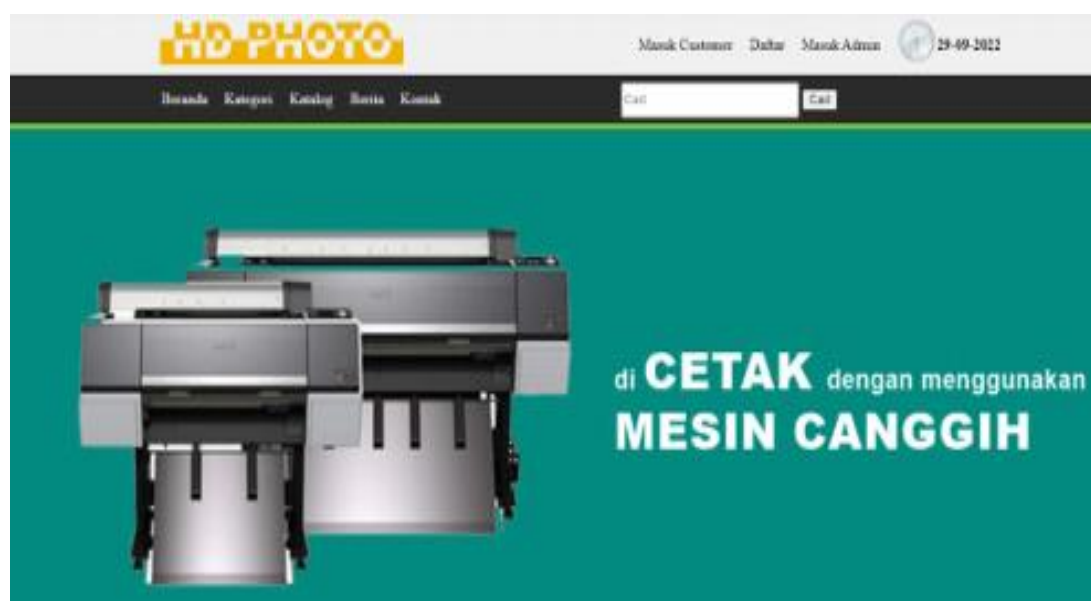 HD-PHOTO
Masuk Customer Daftar Masuk Admin 29-09-2022
Beranda Kategori Katalog Berita Kontak Cari Cari
di CETAK dengan menggunakan
MESIN CANGGIH